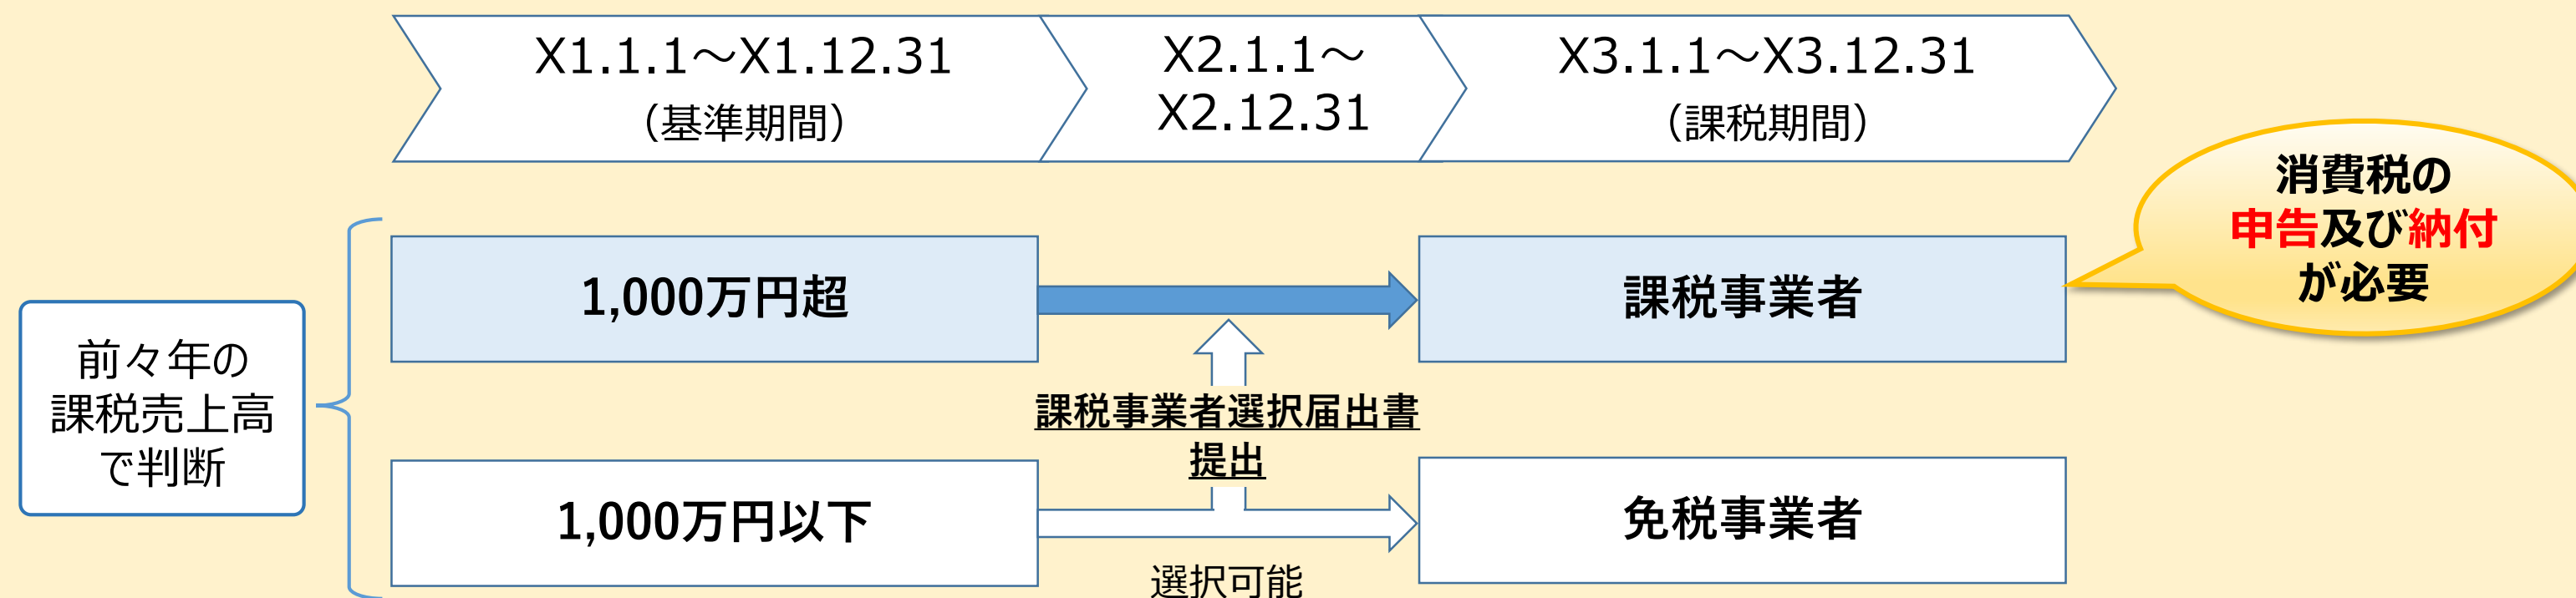 X1.1.1～X1.12.31
（基準期間）
X2.1.1～
X2.12.31
X3.1.1～X3.12.31
（課税期間）
消費税の
申告及び納付
が必要
前々年の
課税売上高
で判断
1,000万円超
課税事業者
課税事業者選択届出書
提出
1,000万円以下
免税事業者
選択可能